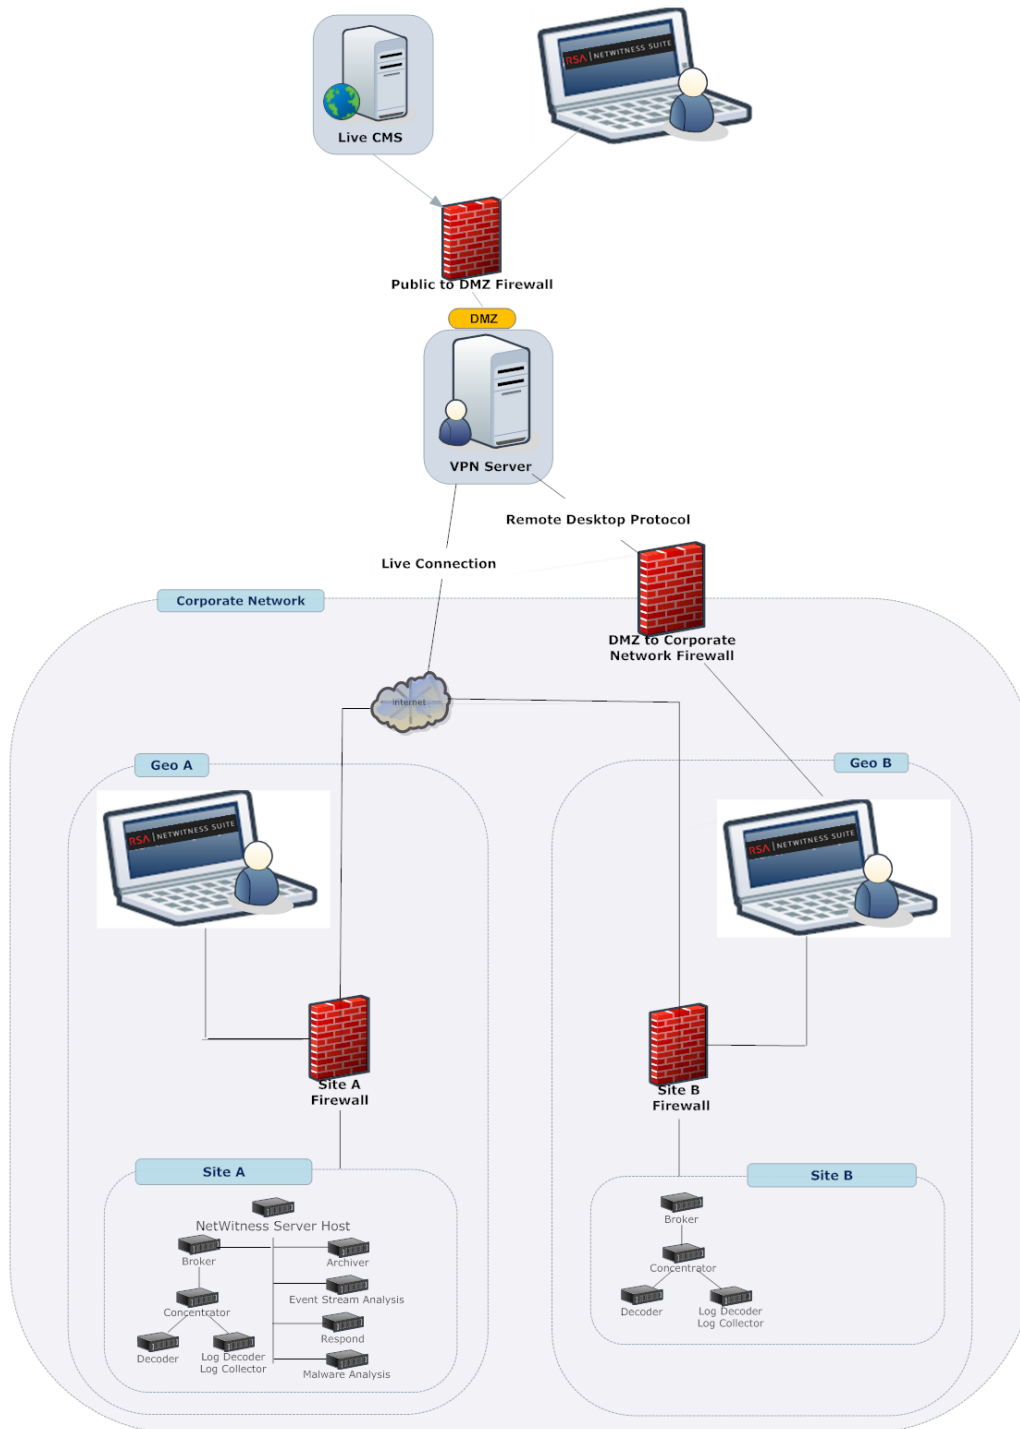 RSA | NETWITNESS SUITE
Live CMS
Public to DMZ Firewall
DMZ
VPN Server
Remote Desktop Protocol
Live Connection
Corporate Network
DMZ to Corporate
Network Firewall
Internet
Geo A
Geo B
RSA | NETWITNESS SUITE
RSA | NETWITNESS SUITE
Site A
Firewall
Site B
Firewall
Site A
NetWitness Server Host
Broker
Archiver
Event Stream Analysis
Concentrator
Respond
Decoder
Log Decoder
Log Collector
Malware Analysis
Site B
Broker
Concentrator
Decoder
Log Decoder
Log Collector